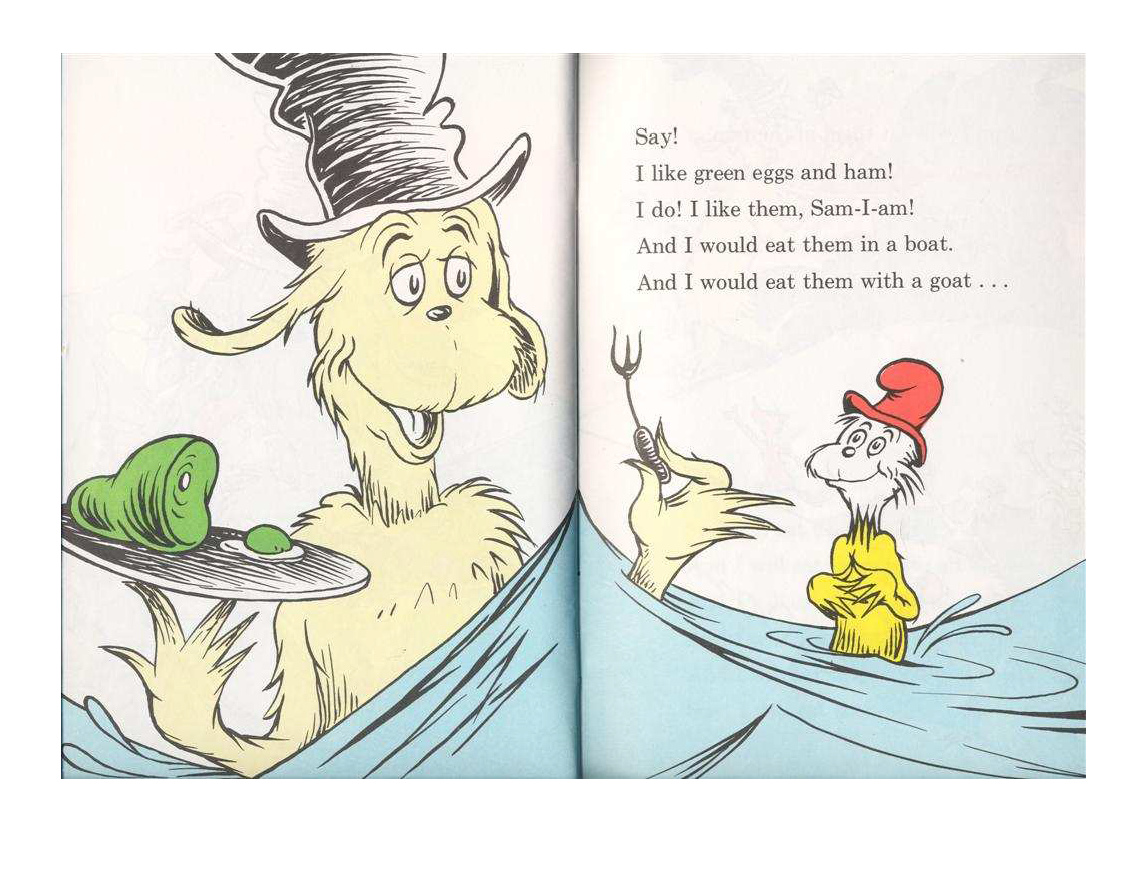 Say!
I like green eggs and ham!
I do! I like them, Sam-I-am!
And I would eat them in a boat.
And I would eat them with a goat . . .